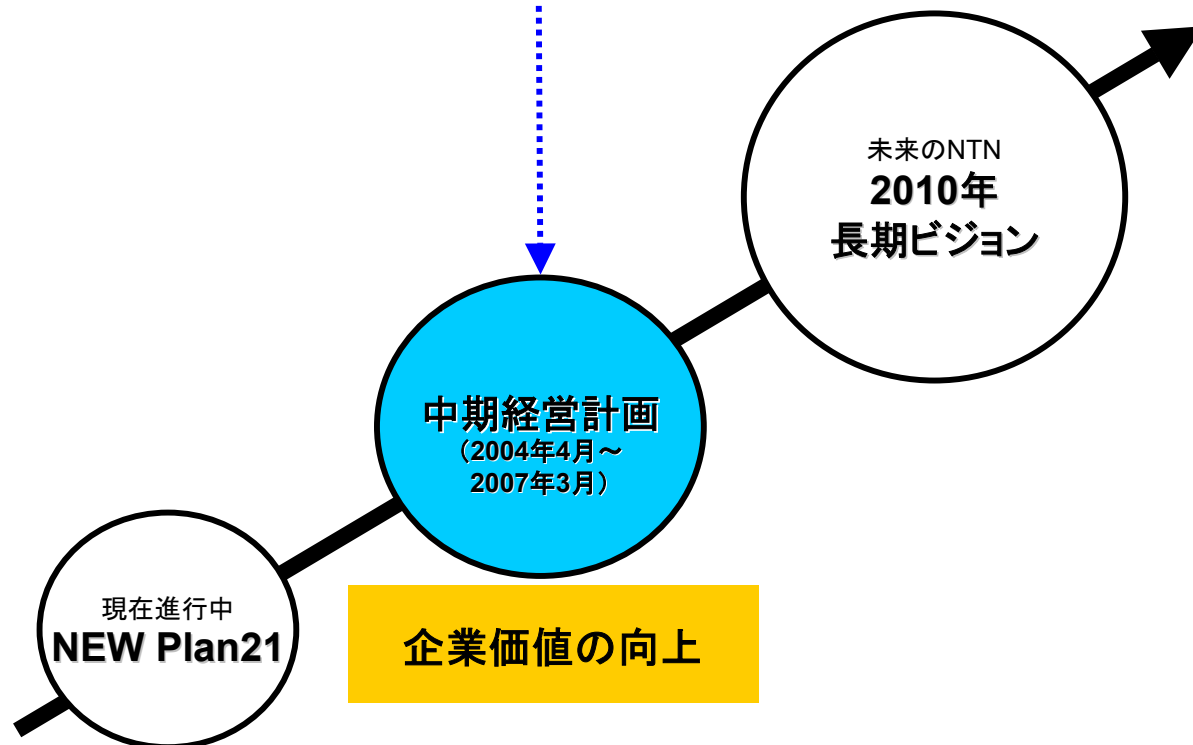 未来のNTN
2010年
長期ビジョン
中期経営計画
(2004年4月～
2007年3月)
現在進行中
NEW Plan21
企業価値の向上